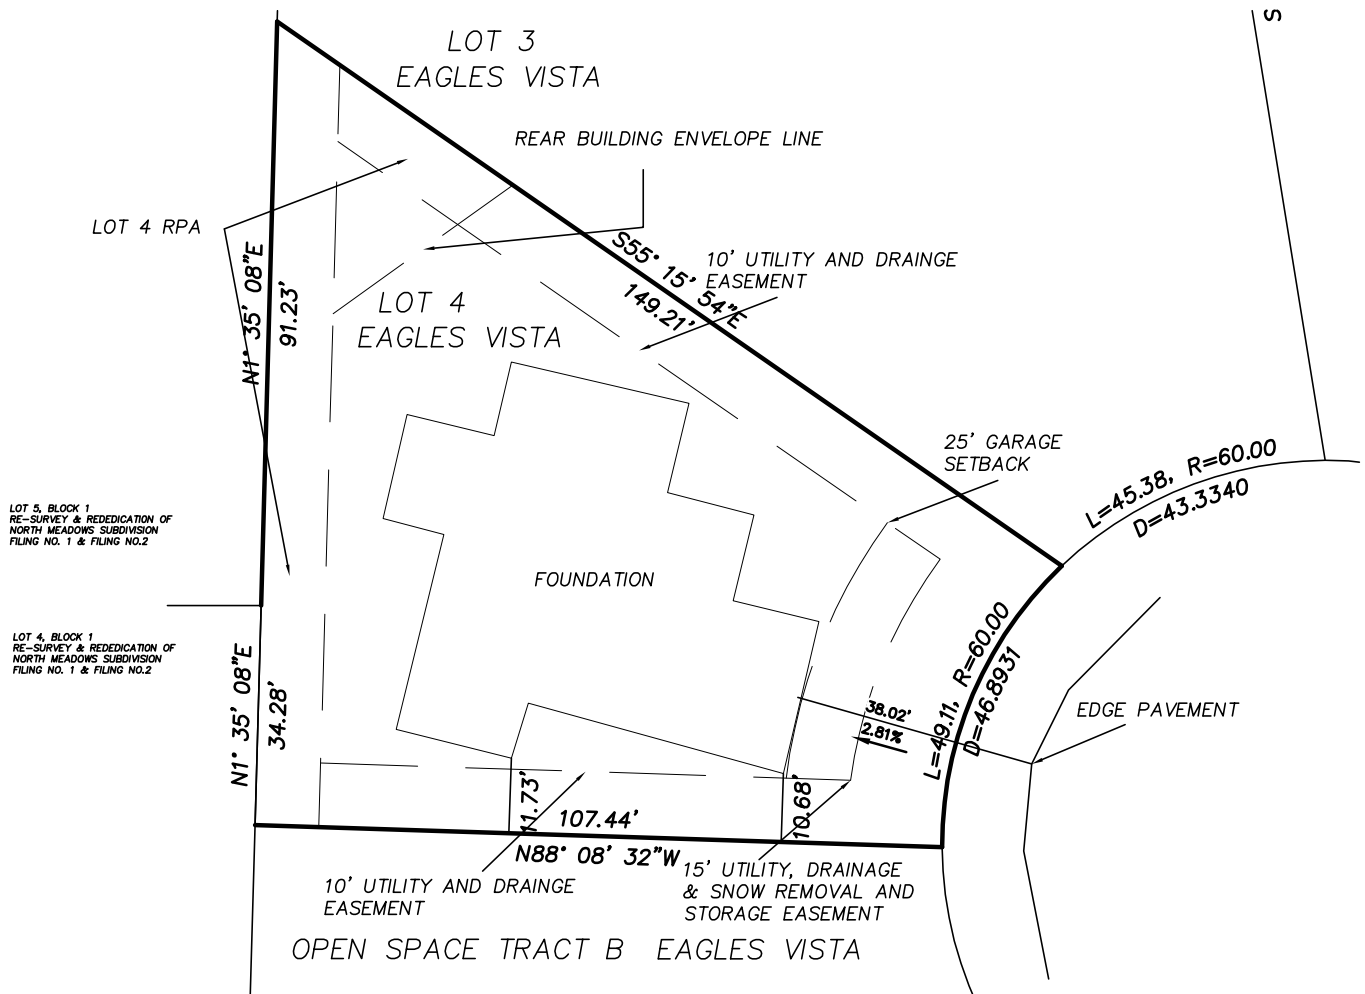 S
LOT 3
EAGLES VISTA
REAR BUILDING ENVELOPE LINE
LOT 4 RPA
S55° 15' 54"E
149.21'
10' UTILITY AND DRAINGE
EASEMENT
N1° 35' 08"E
91.23'
LOT 4
EAGLES VISTA
25' GARAGE
SETBACK
L=45.38, R=60.00
D=43.3340
LOT 5, BLOCK 1
RE-SURVEY & REDEDICATION OF
NORTH MEADOWS SUBDIVISION
FILING NO. 1 & FILING NO.2
FOUNDATION
LOT 4, BLOCK 1
RE-SURVEY & REDEDICATION OF
NORTH MEADOWS SUBDIVISION
FILING NO. 1 & FILING NO.2
N1° 35' 08"E
34.28'
L=49.11, R=60.00
D=46.8931
38.02'
2.81%
EDGE PAVEMENT
11.73'
107.44'
10.68'
N88° 08' 32"W
10' UTILITY AND DRAINGE
EASEMENT
15' UTILITY, DRAINAGE
& SNOW REMOVAL AND
STORAGE EASEMENT
OPEN SPACE TRACT B EAGLES VISTA